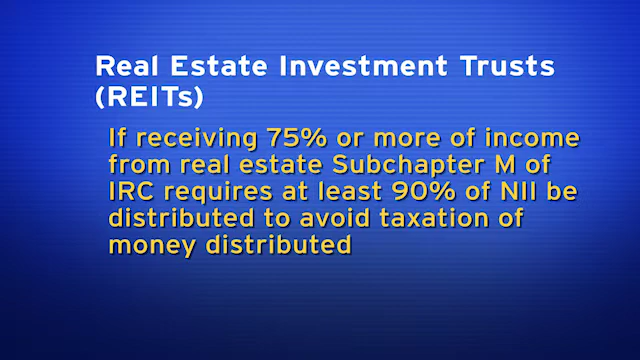 Real Estate Investment Trusts
(REITs)
If receiving 75% or more of income
from real estate Subchapter M of
IRC requires at least 90% of NII be
distributed to avoid taxation of
money distributed